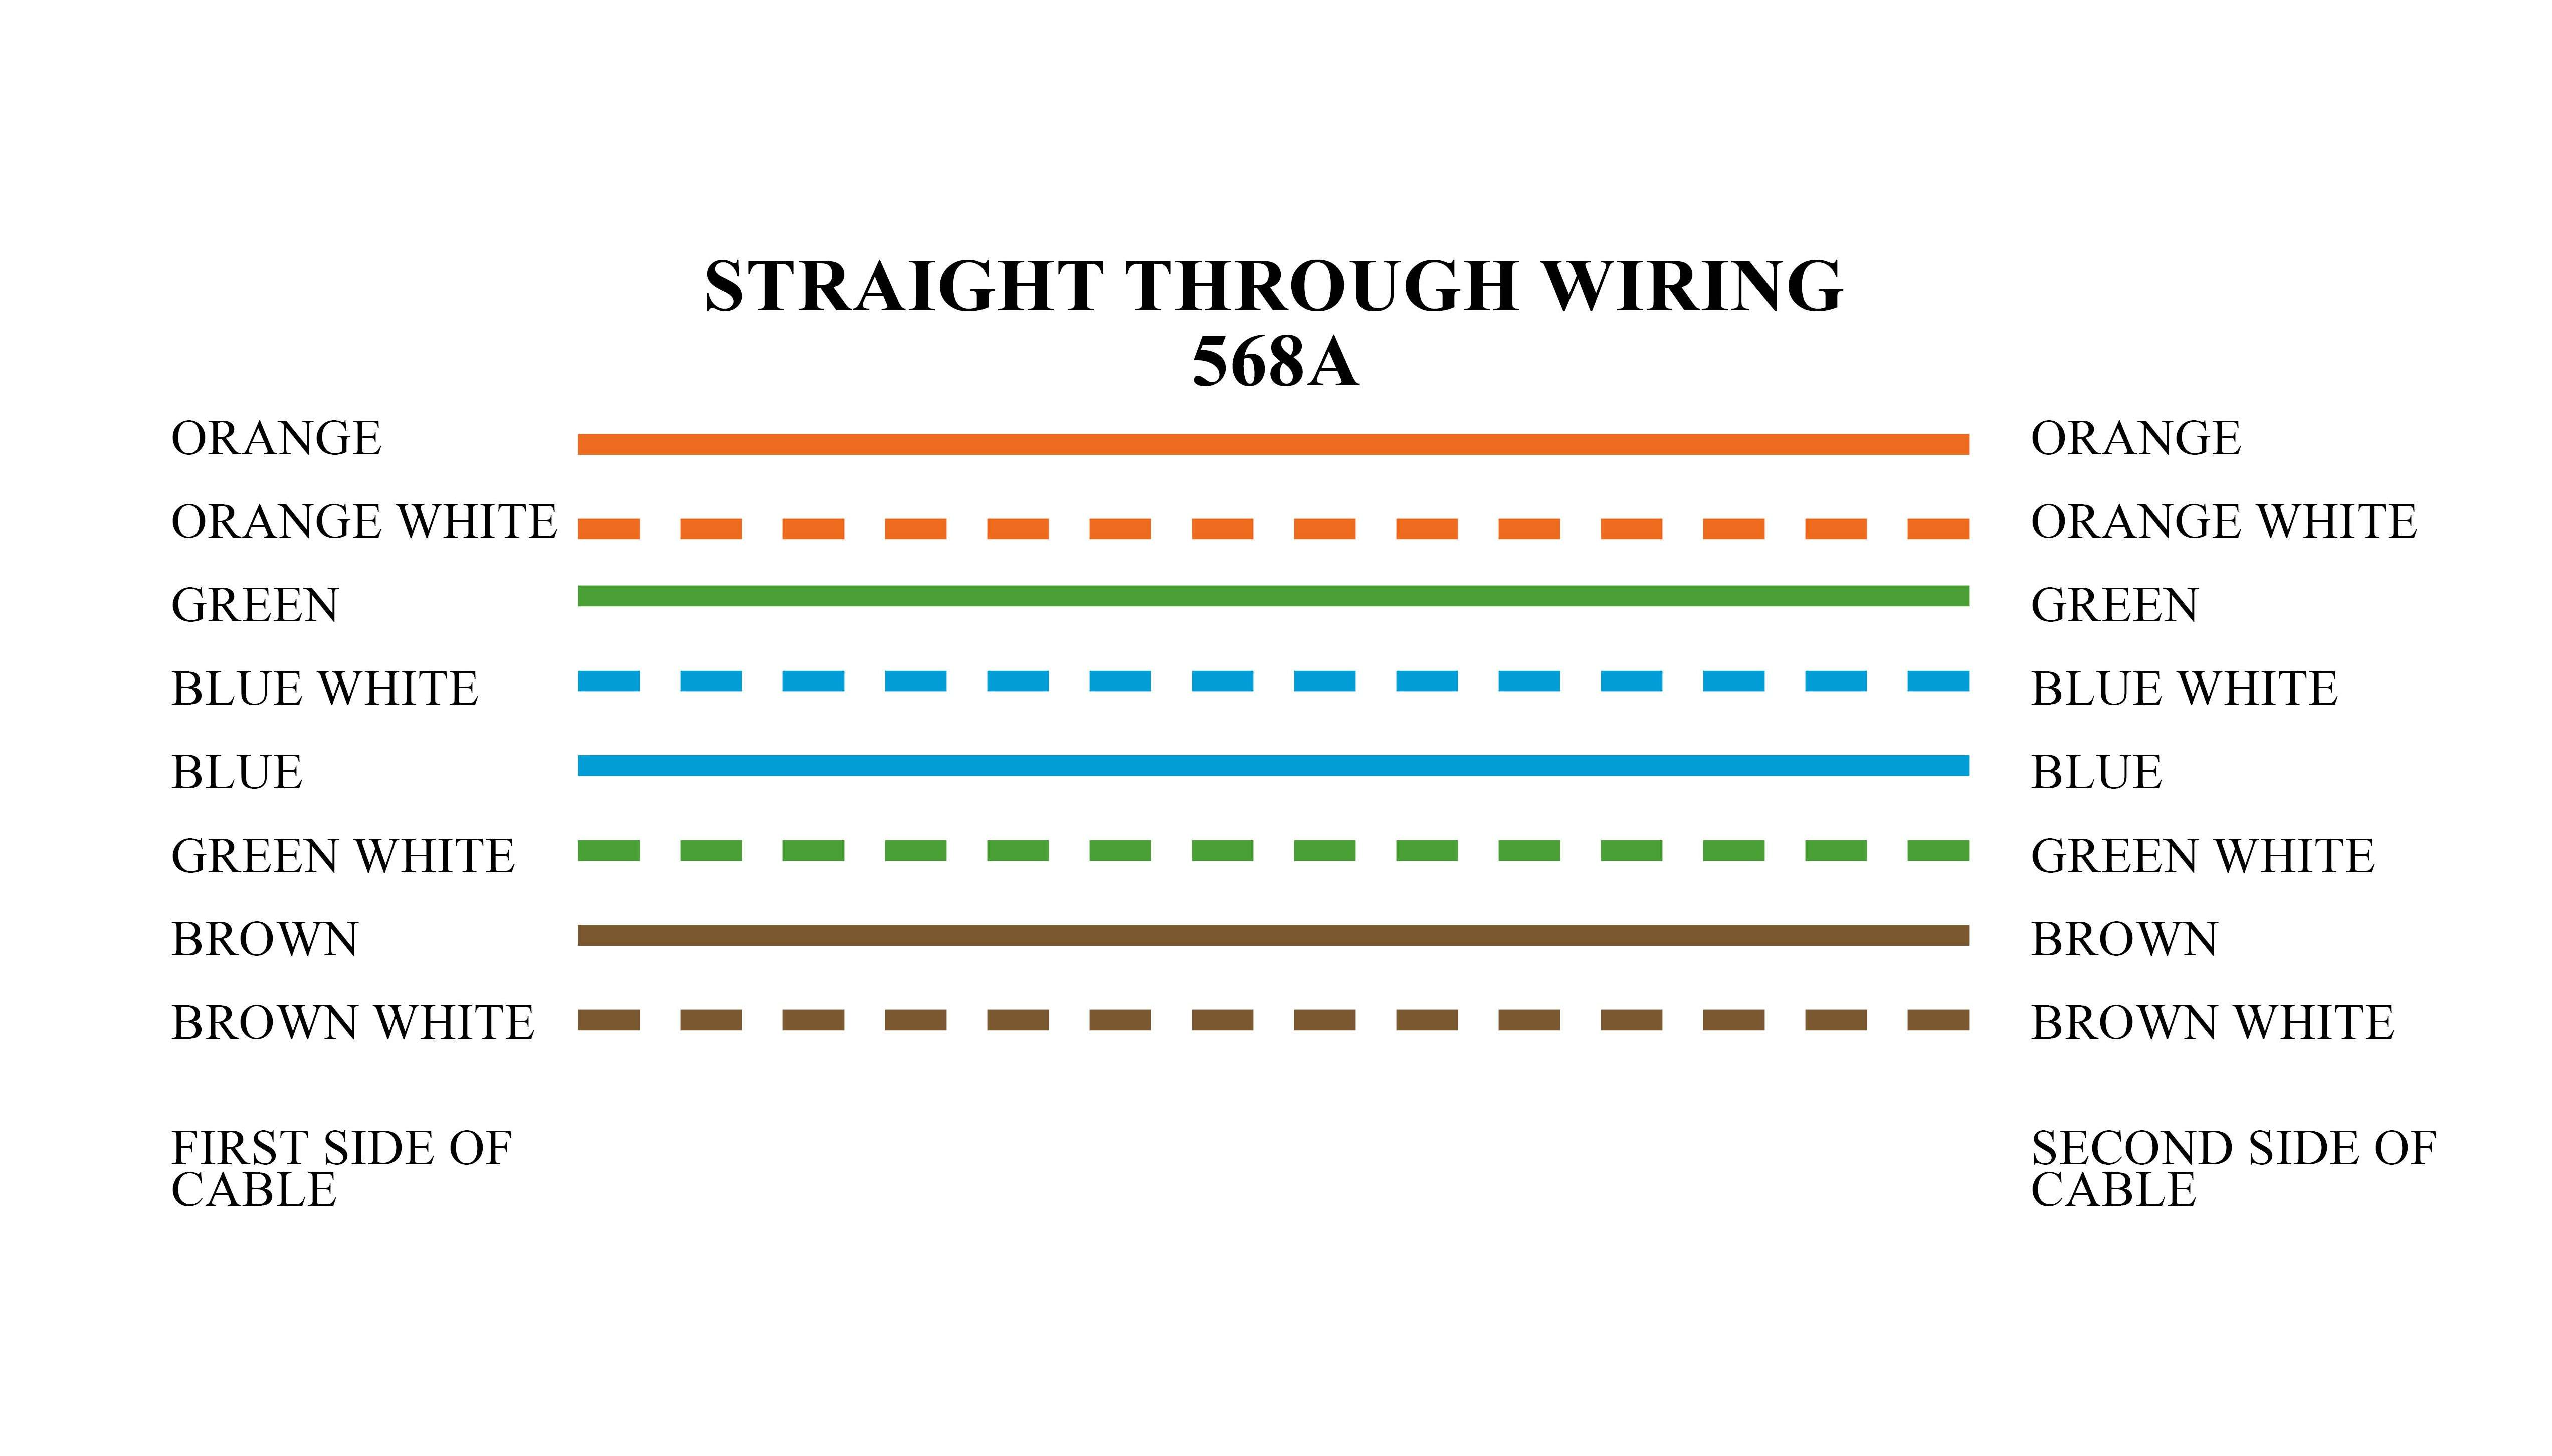 STRAIGHT THROUGH WIRING
568A
ORANGE ORANGE
ORANGE WHITE ORANGE WHITE
GREEN GREEN
BLUE WHITE BLUE WHITE
BLUE BLUE
GREEN WHITE GREEN WHITE
BROWN BROWN
BROWN WHITE BROWN WHITE
FIRST SIDE OF
CABLE
SECOND SIDE OF
CABLE